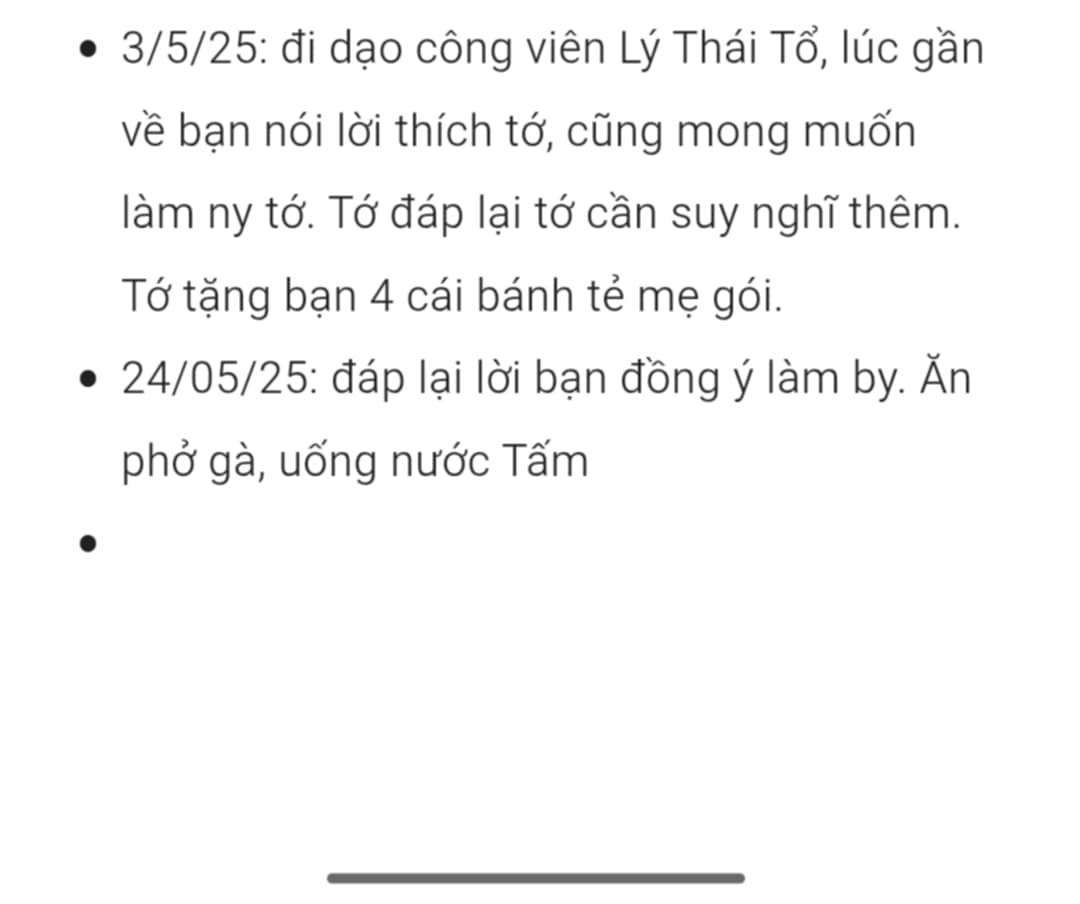 • 3/5/25: đi dạo công viên Lý Thái Tổ, lúc gần
về bạn nói lời thích tớ, cũng mong muốn
làm ny tớ. Tớ đáp lại tớ cần suy nghĩ thêm.
Tớ tặng bạn 4 cái bánh tẻ mẹ gói.
• 24/05/25: đáp lại lời bạn đồng ý làm by. Ăn
phở gà, uống nước Tấm
•